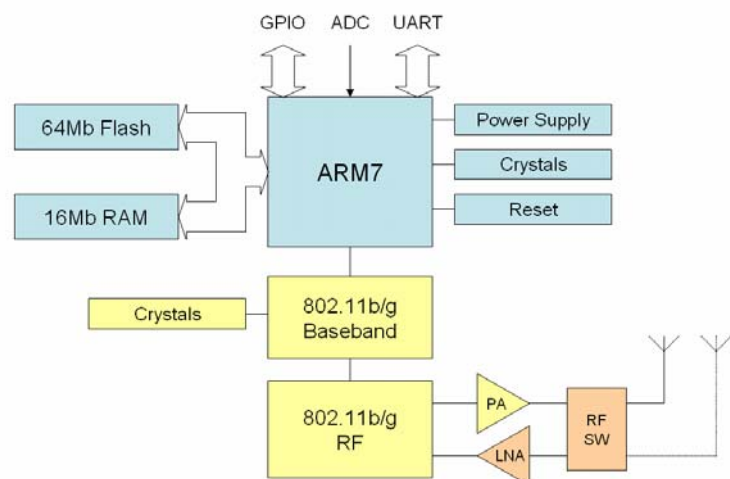 GPIO ADC UART
64Mb Flash
16Mb RAM
ARM7
Power Supply
Crystals
Reset
Crystals
802.11b/g
Baseband
802.11b/g
RF
PA
LNA
RF
SW